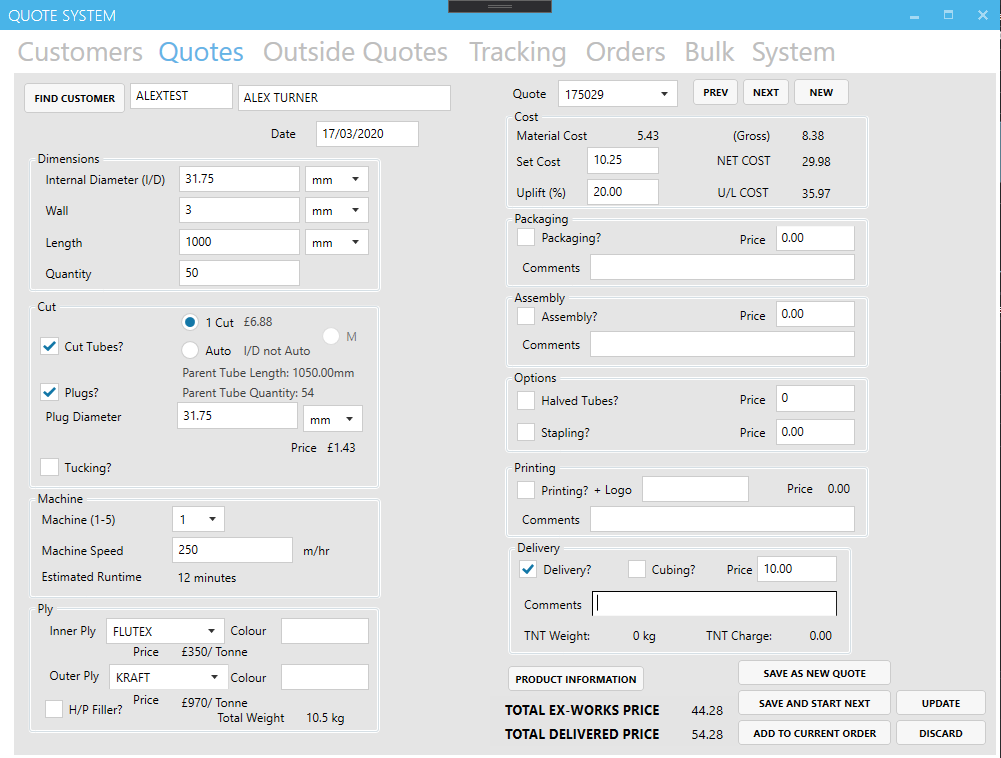 QUOTE SYSTEM
Customers Quotes Outside Quotes Tracking Orders Bulk System
FIND CUSTOMER ALEXTEST ALEX TURNER
Date 17/03/2020
Dimensions
Internal Diameter (I/D) 31.75 mm
Wall 3 mm
Length 1000 mm
Quantity 50
Cut
1 Cut £6.88
Cut Tubes? M
Auto I/D not Auto
Parent Tube Length: 1050.00mm
Plugs? Parent Tube Quantity: 54
Plug Diameter 31.75 mm
Price £1.43
Tucking?
Machine
Machine (1-5) 1
Machine Speed 250 m/hr
Estimated Runtime 12 minutes
Ply
Inner Ply FLUTEX Colour
Price £350/ Tonne
Outer Ply KRAFT Colour
Price £970/ Tonne
H/P Filler? Total Weight 10.5 kg
Quote 175029 PREV NEXT NEW
Cost
Material Cost 5.43 (Gross) 8.38
Set Cost 10.25 NET COST 29.98
Uplift (%) 20.00 U/L COST 35.97
Packaging
Packaging? Price 0.00
Comments
Assembly
Assembly? Price 0.00
Comments
Options
Halved Tubes? Price 0
Stapling? Price 0.00
Printing
Printing? + Logo Price 0.00
Comments
Delivery
Delivery? Cubing? Price 10.00
Comments
TNT Weight: 0 kg TNT Charge: 0.00
PRODUCT INFORMATION SAVE AS NEW QUOTE
TOTAL EX-WORKS PRICE 44.28 SAVE AND START NEXT UPDATE
TOTAL DELIVERED PRICE 54.28 ADD TO CURRENT ORDER DISCARD